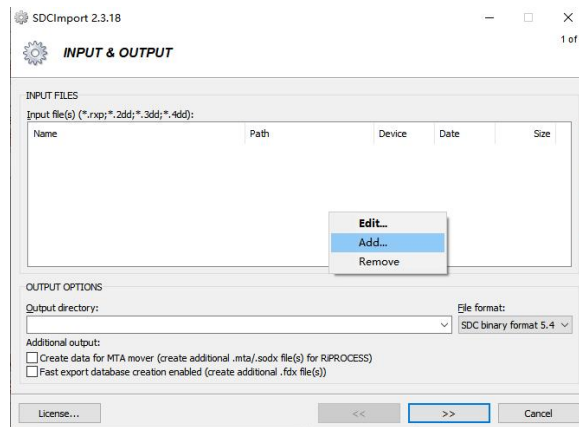 SDCImport 2.3.18
INPUT & OUTPUT
1 of
INPUT FILES
Input file(s) (*.rxp;*.2dd;*.3dd;*.4dd):
Name Path Device Date Size
Edit...
Add...
Remove
OUTPUT OPTIONS
Output directory: File format:
SDC binary format 5.4
Additional output:
Create data for MTA mover (create additional .mta/.sodx file(s) for RiPROCESS)
Fast export database creation enabled (create additional .fdx file(s))
License... << >> Cancel